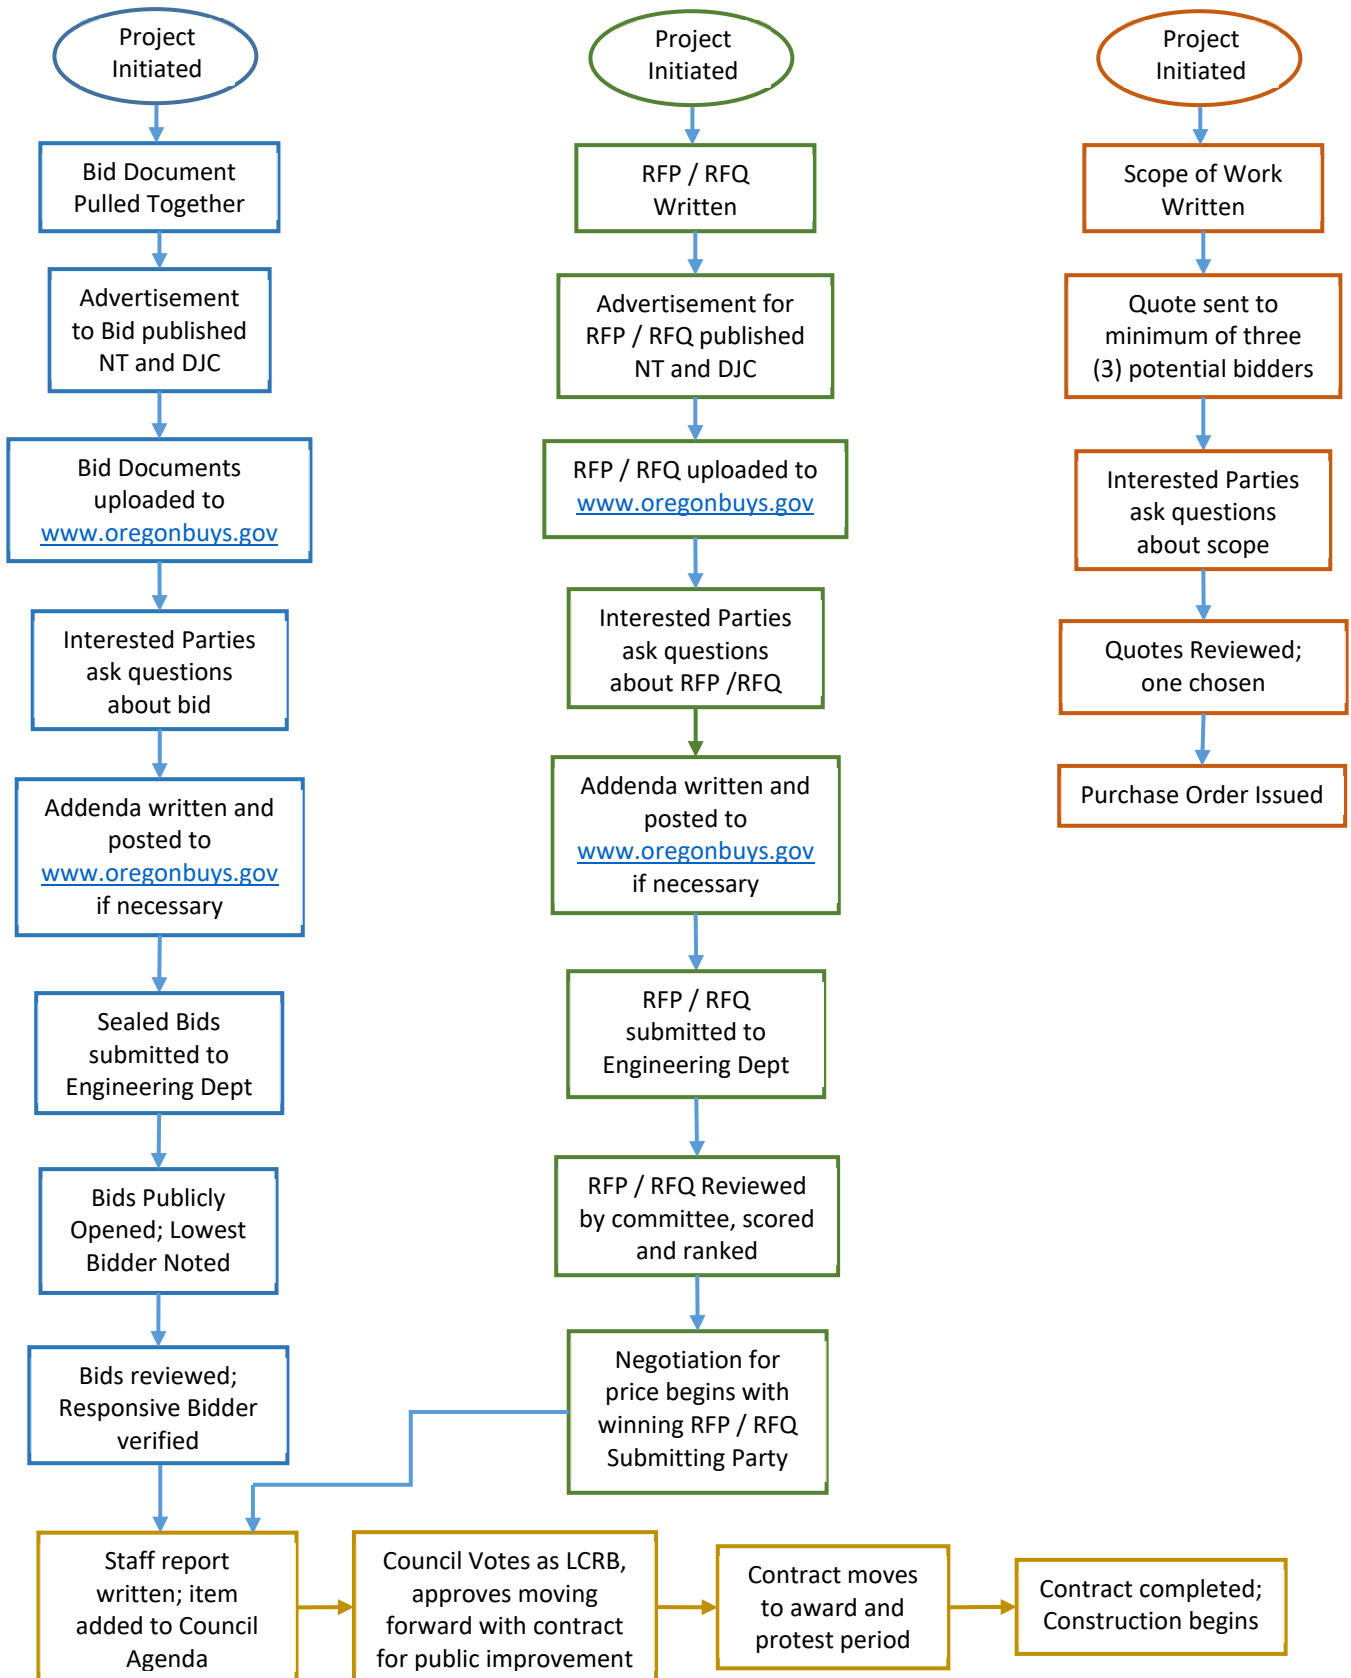 Project
Initiated
Bid Document
Pulled Together
Advertisement
to Bid published
NT and DJC
Bid Documents
uploaded to
www.oregonbuys.gov
Interested Parties
ask questions
about bid
Addenda written and
posted to
www.oregonbuys.gov
if necessary
Sealed Bids
submitted to
Engineering Dept
Bids Publicly
Opened; Lowest
Bidder Noted
Bids reviewed;
Responsive Bidder
verified
Project
Initiated
RFP / RFQ
Written
Advertisement for
RFP / RFQ published
NT and DJC
RFP / RFQ uploaded to
www.oregonbuys.gov
Interested Parties
ask questions
about RFP /RFQ
Addenda written and
posted to
www.oregonbuys.gov
if necessary
RFP / RFQ
submitted to
Engineering Dept
RFP / RFQ Reviewed
by committee, scored
and ranked
Negotiation for
price begins with
winning RFP / RFQ
Submitting Party
Project
Initiated
Scope of Work
Written
Quote sent to
minimum of three
(3) potential bidders
Interested Parties
ask questions
about scope
Quotes Reviewed;
one chosen
Purchase Order Issued
Staff report
written; item
added to Council
Agenda
Council Votes as LCRB,
approves moving
forward with contract
for public improvement
Contract moves
to award and
protest period
Contract completed;
Construction begins